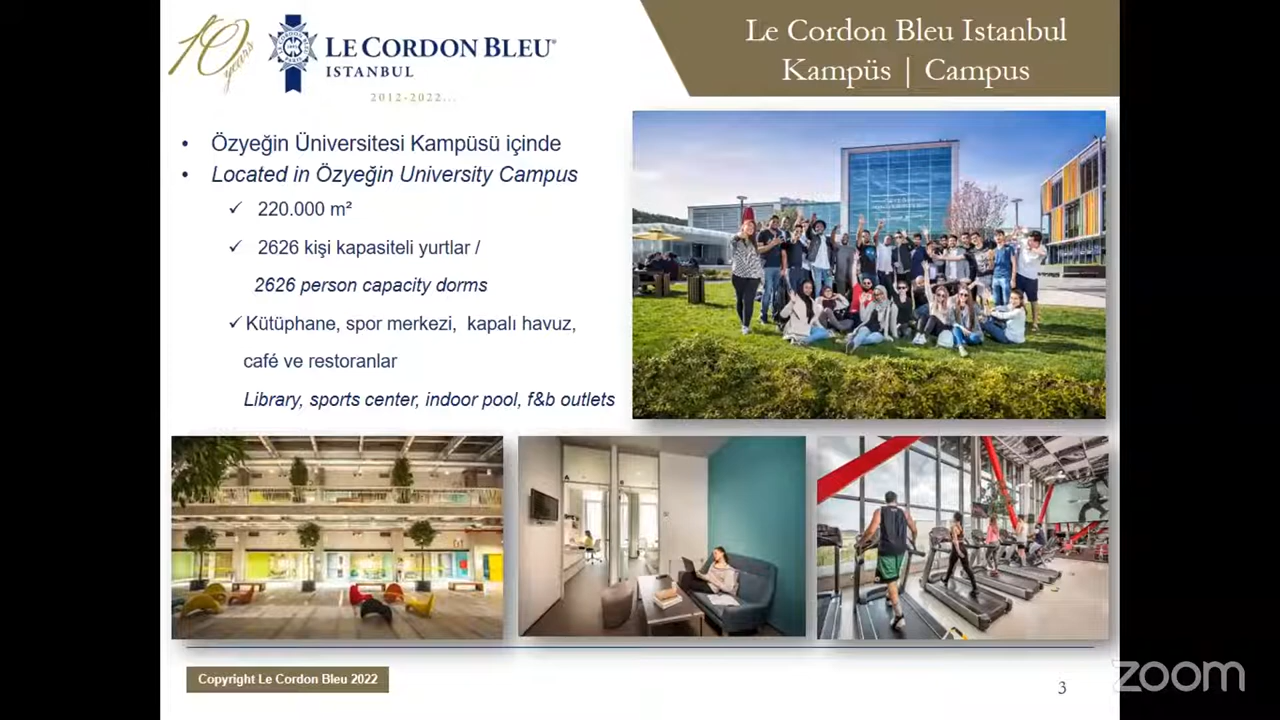 10 years
LE CORDON BLEU®
ISTANBUL
2012-2022...
Le Cordon Bleu Istanbul
Kampüs | Campus
• Özyeğin Üniversitesi Kampüsü içinde
• Located in Özyeğin University Campus
✓ 220.000 m²
✓ 2626 kişi kapasiteli yurtlar /
2626 person capacity dorms
✓ Kütüphane, spor merkezi, kapalı havuz,
café ve restoranlar
Library, sports center, indoor pool, f&b outlets
Copyright Le Cordon Bleu 2022
3
zoom